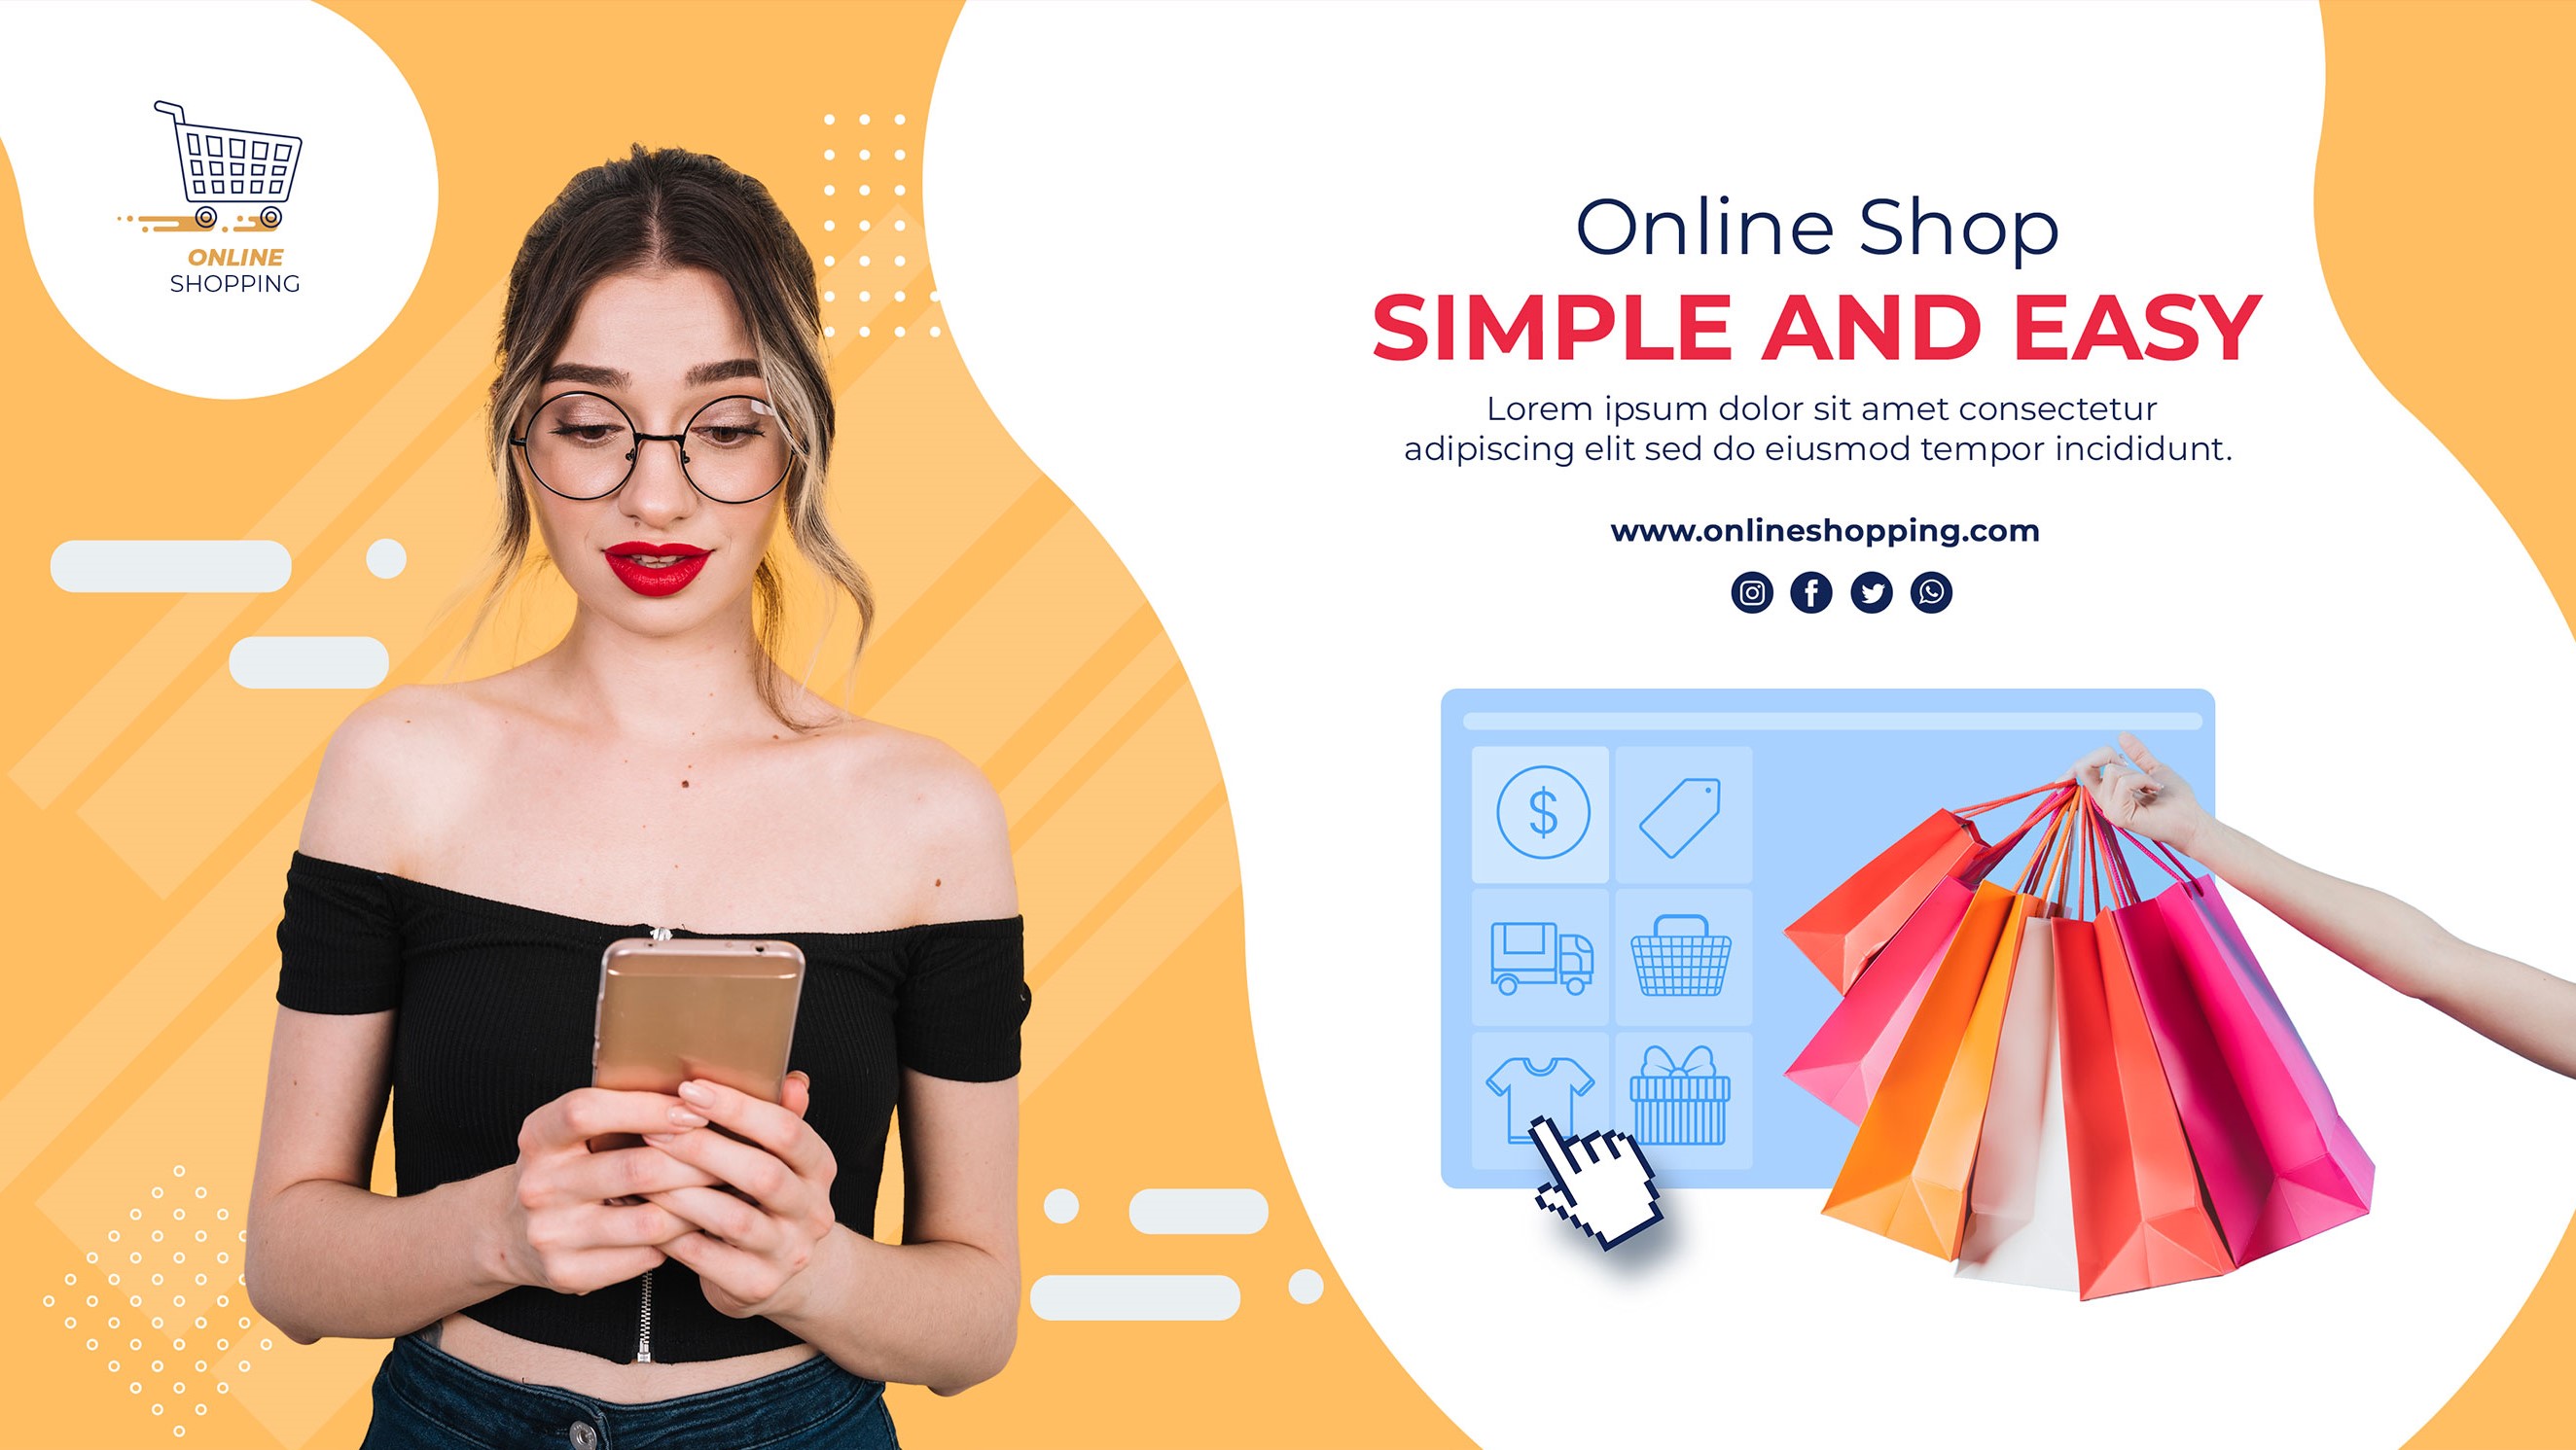 ONLINE
SHOPPING
Online Shop
SIMPLE AND EASY
Lorem ipsum dolor sit amet consectetur
adipiscing elit sed do eiusmod tempor incididunt.
www.onlineshopping.com
$